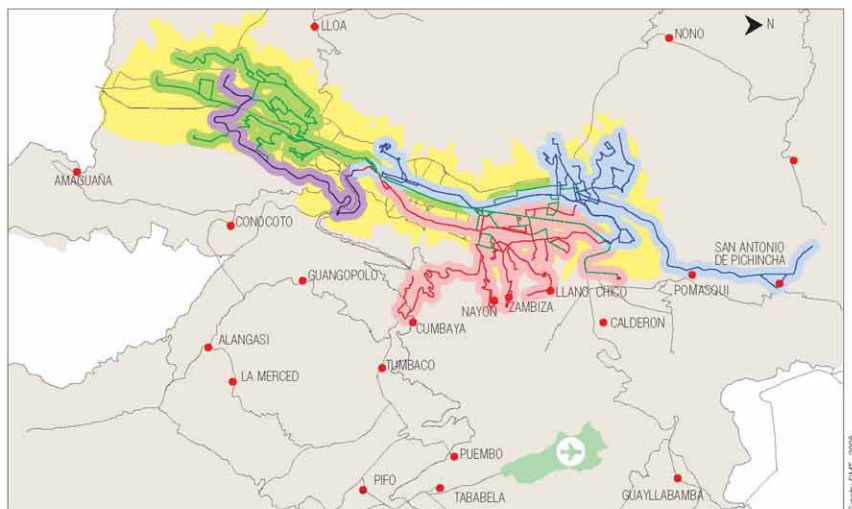 LLOA
NONO
N
AMAGUAÑA
CONOCOTO
SAN ANTONIO
DE PICHINCHA
GUANGOPOLO
POMASQUI
LLANO CHICO
NAYON
ZAMBIZA
CUMBAYA
CALDERON
ALANGASI
TUMBACO
LA MERCED
PUEMBO
PIFO
TABABELA
GUAYLLABAMBA